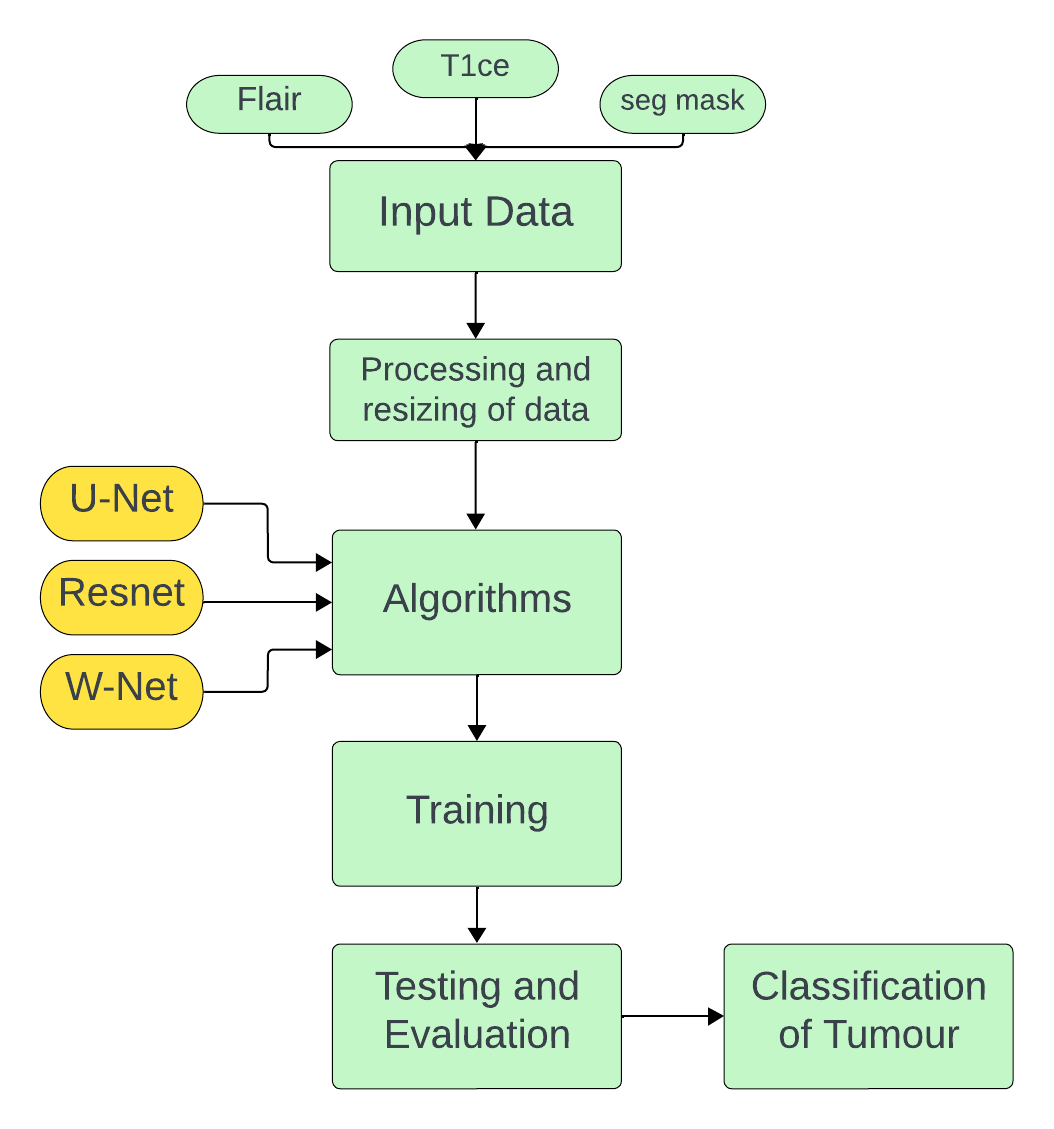 T1ce
Flair
seg mask
Input Data
Processing and
resizing of data
U-Net
Resnet
W-Net
Algorithms
Training
Testing and
Evaluation
Classification
of Tumour